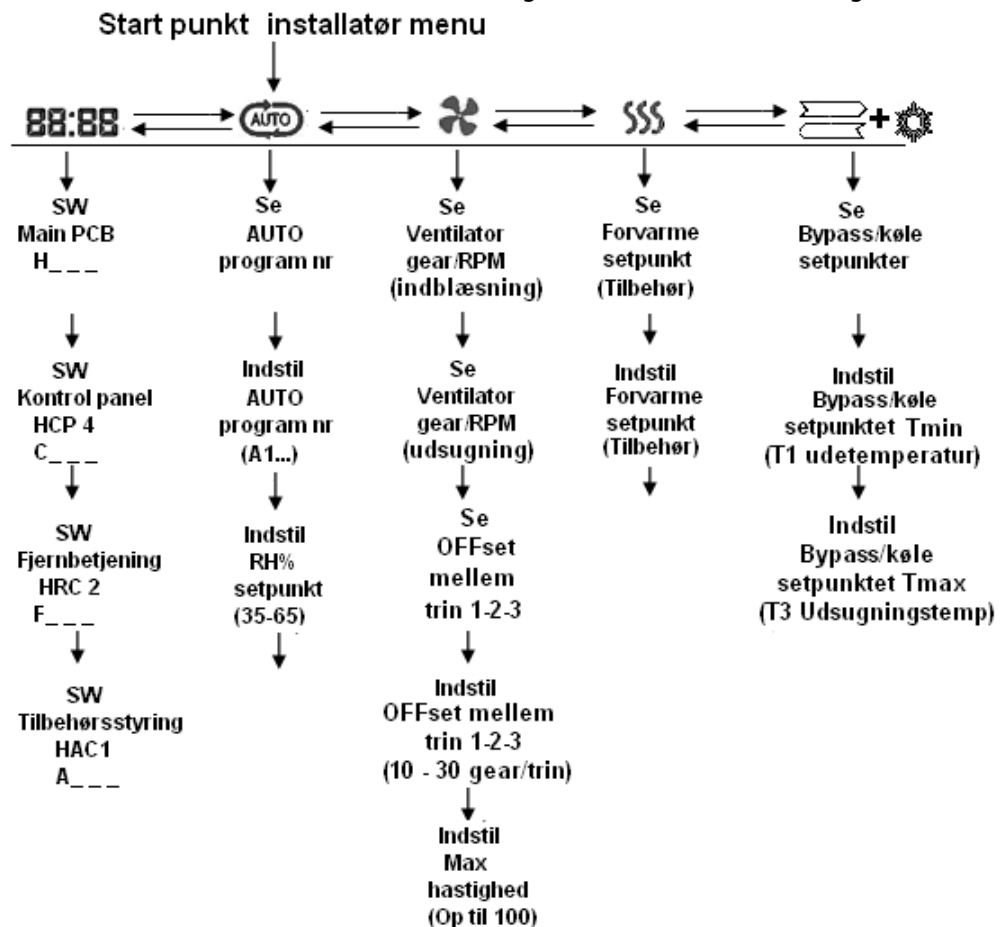 Start punkt installatør menu
88:88
AUTO
+
SW
Main PCB
H_ _ _
SW
Kontrol panel
HCP 4
C_ _ _
SW
Fjernbetjening
HRC 2
F_ _ _
SW
Tilbehørsstyring
HAC1
A_ _ _
Se
AUTO
program nr
Indstil
AUTO
program nr
(A1...)
Indstil
RH%
setpunkt
(35-65)
Se
Ventilator
gear/RPM
(indblæsning)
Se
Ventilator
gear/RPM
(udsugning)
Se
OFFset
mellem
trin 1-2-3
Indstil
OFFset mellem
trin 1-2-3
(10 - 30 gear/trin)
Indstil
Max
hastighed
(Op til 100)
Se
Forvarme
setpunkt
(Tilbehør)
Indstil
Forvarme
setpunkt
(Tilbehør)
Se
Bypass/køle
setpunkter
Indstil
Bypass/køle
setpunktet Tmin
(T1 udetemperatur)
Indstil
Bypass/køle
setpunktet Tmax
(T3 Udsugningstemp)